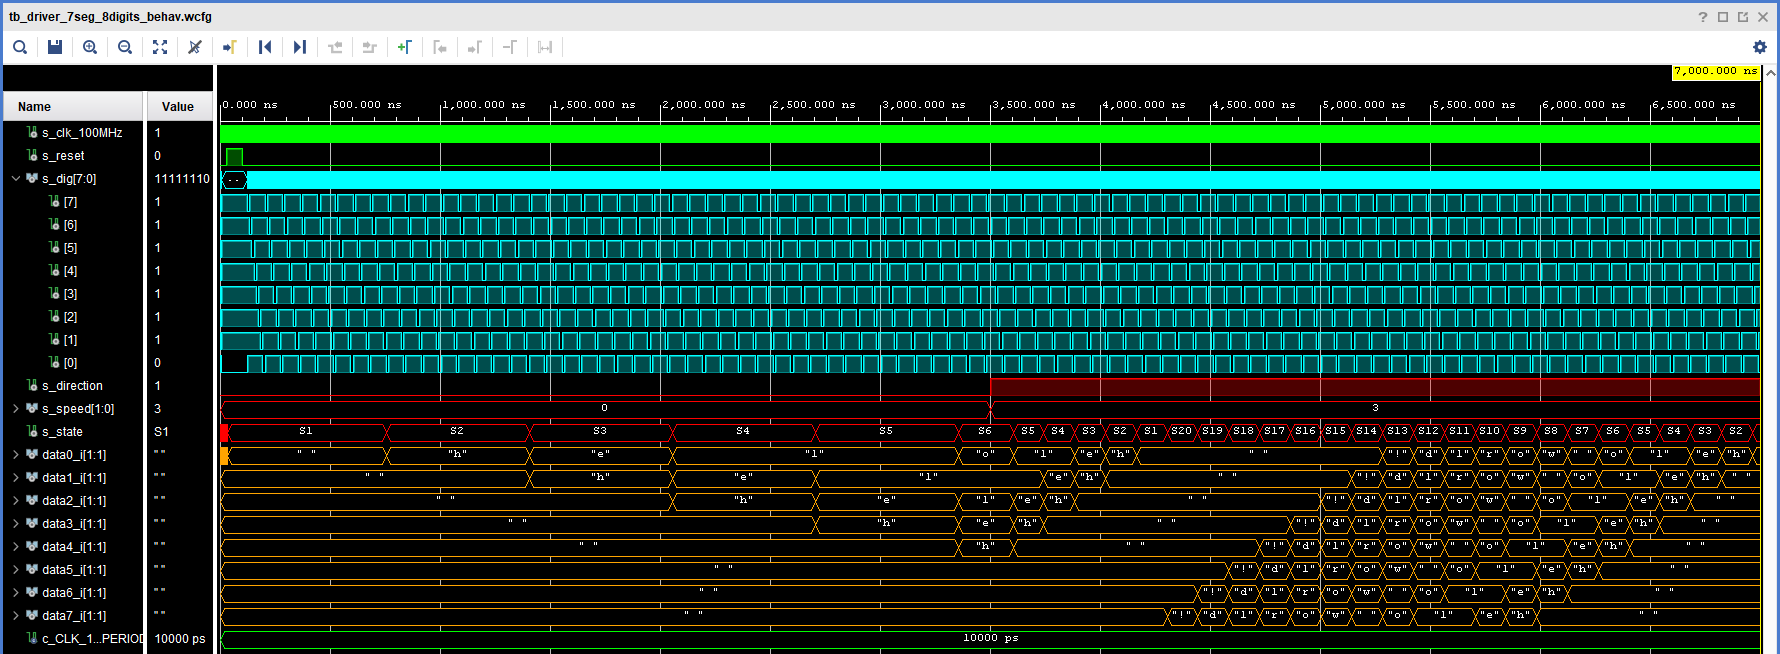 tb_driver_7seg_8digits_behav.wcfg
7,000.000 ns
Name Value
0.000 ns 500.000 ns 1,000.000 ns 1,500.000 ns 2,000.000 ns 2,500.000 ns 3,000.000 ns 3,500.000 ns 4,000.000 ns 4,500.000 ns 5,000.000 ns 5,500.000 ns 6,000.000 ns 6,500.000 ns
s_clk_100MHz 1
s_reset 0
s_dig[7:0] 11111110 ..
[7] 1
[6] 1
[5] 1
[4] 1
[3] 1
[2] 1
[1] 1
[0] 0
s_direction 1
s_speed[1:0] 3 0 3
s_state S1 S1 S2 S3 S4 S5 S6 S5 S4 S3 S2 S1 S20 S19 S18 S17 S16 S15 S14 S13 S12 S11 S10 S9 S8 S7 S6 S5 S4 S3 S2
data0_i[1:1] " " " " "h" "e" "l" "o" "l" "e" "h" " " "!" "d" "l" "r" "o" "w" " " "o" "l" "e" "h"
data1_i[1:1] " " " " "h" "e" "l" "e" "h" " " "!" "d" "l" "r" "o" "w" " " "o" "l" "e" "h" " "
data2_i[1:1] " " " " "h" "e" "l" "e" "h" " " "!" "d" "l" "r" "o" "w" " " "o" "l" "e" "h" " "
data3_i[1:1] " " " " "h" "e" "h" " " "!" "d" "l" "r" "o" "w" " " "o" "l" "e" "h" " "
data4_i[1:1] " " " " "h" " " "!" "d" "l" "r" "o" "w" " " "o" "l" "e" "h" " "
data5_i[1:1] " " " " "!" "d" "l" "r" "o" "w" " " "o" "l" "e" "h" " "
data6_i[1:1] " " " " "!" "d" "l" "r" "o" "w" " " "o" "l" "e" "h" " "
data7_i[1:1] " " " " "!" "d" "l" "r" "o" "w" " " "o" "l" "e" "h" " "
c_CLK_1...PERIOD 10000 ps 10000 ps